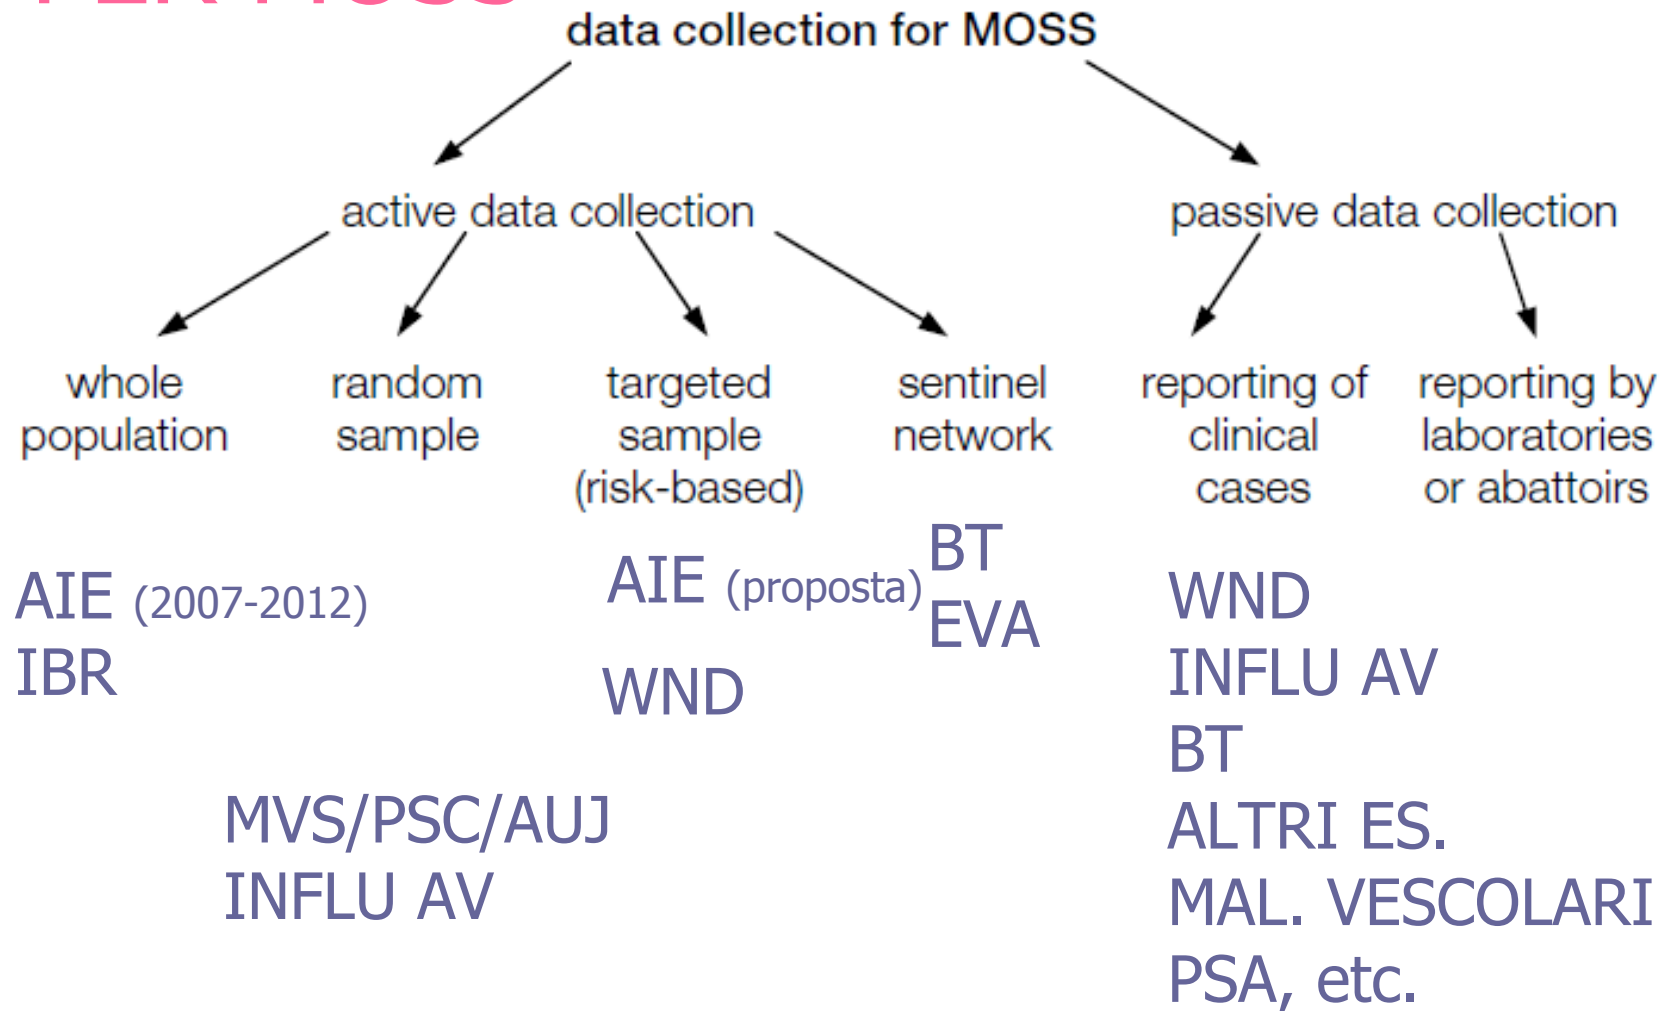 PER MOSS
data collection for MOSS
active data collection
passive data collection
whole
population
random
sample
targeted
sample
(risk-based)
sentinel
network
reporting of
clinical
cases
reporting by
laboratories
or abattoirs
AIE (2007-2012)
IBR
MVS/PSC/AUJ
INFLU AV
AIE (proposta)
WND
BT
EVA
WND
INFLU AV
BT
ALTRI ES.
MAL. VESCOLARI
PSA, etc.